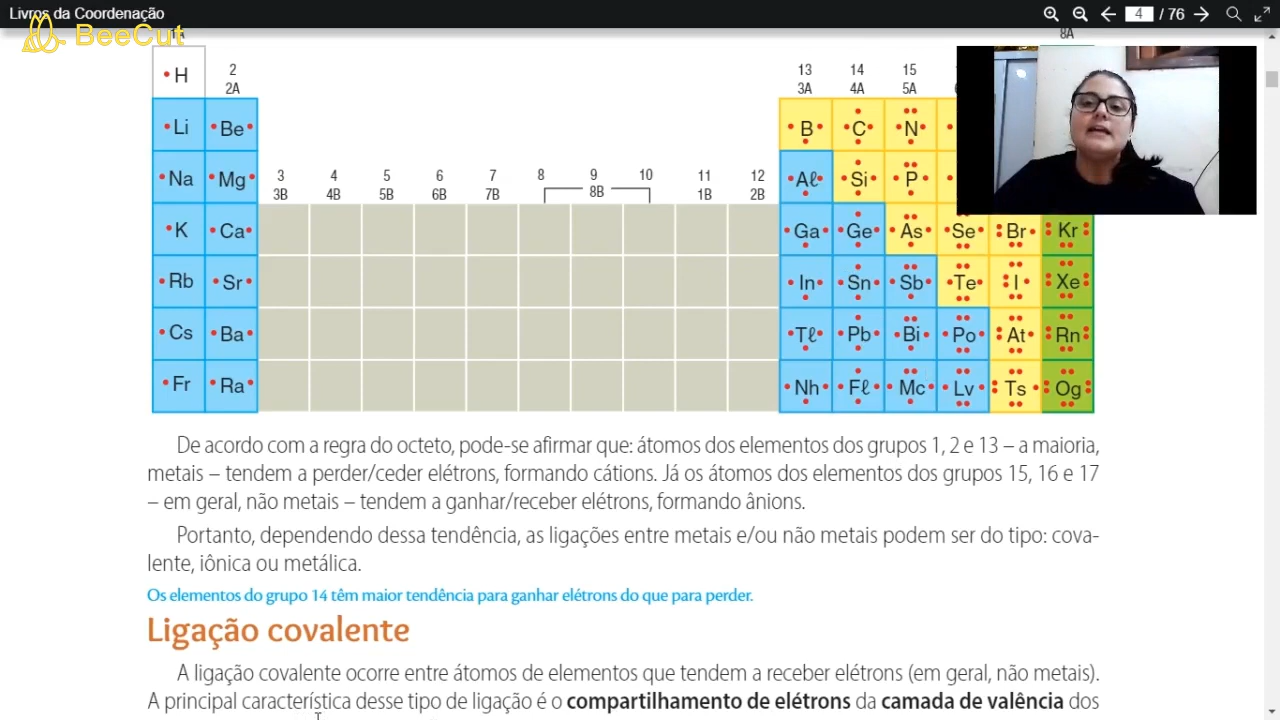 Livros da Coordenação
4 / 76
BeeCut
8A
H
2
2A
13 14 15
3A 4A 5A
Li Be B C N
3 4 5 6 7 8 9 10 11 12
3B 4B 5B 6B 7B 8B 1B 2B
Na Mg Aℓ Si P
K Ca Ga Ge As Se Br Kr
Rb Sr In Sn Sb Te I Xe
Cs Ba Tℓ Pb Bi Po At Rn
Fr Ra Nh Fℓ Mc Lv Ts Og
De acordo com a regra do octeto, pode-se afirmar que: átomos dos elementos dos grupos 1, 2 e 13 – a maioria,
metais – tendem a perder/ceder elétrons, formando cátions. Já os átomos dos elementos dos grupos 15, 16 e 17
– em geral, não metais – tendem a ganhar/receber elétrons, formando ânions.
Portanto, dependendo dessa tendência, as ligações entre metais e/ou não metais podem ser do tipo: cova-
lente, iônica ou metálica.
Os elementos do grupo 14 têm maior tendência para ganhar elétrons do que para perder.
Ligação covalente
A ligação covalente ocorre entre átomos de elementos que tendem a receber elétrons (em geral, não metais).
A principal característica desse tipo de ligação é o compartilhamento de elétrons da camada de valência dos